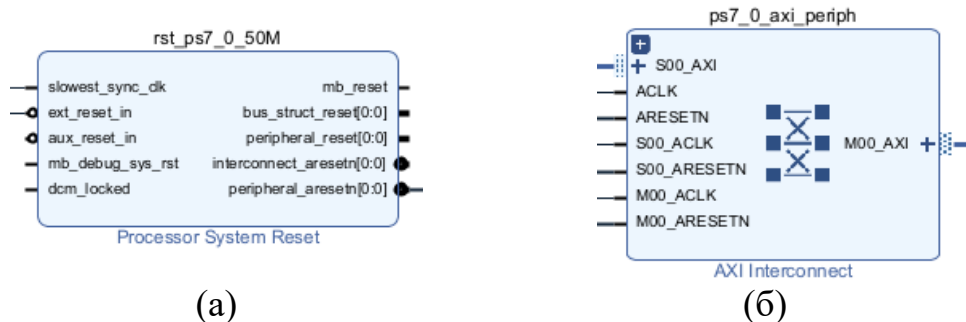 rst_ps7_0_50M
slowest_sync_clk
mb_reset
ext_reset_in
bus_struct_reset[0:0]
aux_reset_in
peripheral_reset[0:0]
mb_debug_sys_rst
interconnect_aresetn[0:0]
dcm_locked
peripheral_aresetn[0:0]
Processor System Reset
(а)
ps7_0_axi_periph
S00_AXI
ACLK
ARESETN
S00_ACLK
M00_AXI
S00_ARESETN
M00_ACLK
M00_ARESETN
AXI Interconnect
(б)